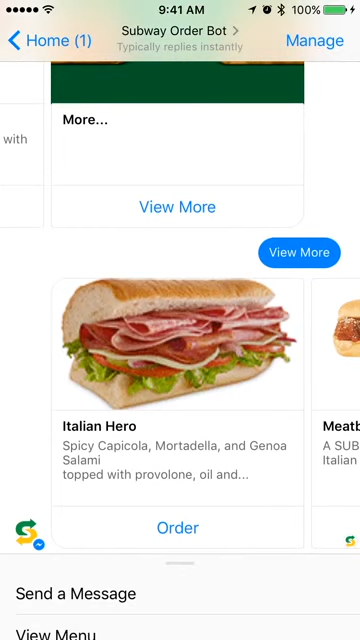 9:41 AM
100%
Home (1)
Subway Order Bot
Manage
Typically replies instantly
with
More...
View More
View More
Italian Hero
Spicy Capicola, Mortadella, and Genoa
Salami
topped with provolone, oil and...
Order
Meatb
A SUB
Italian
Send a Message
View Menu